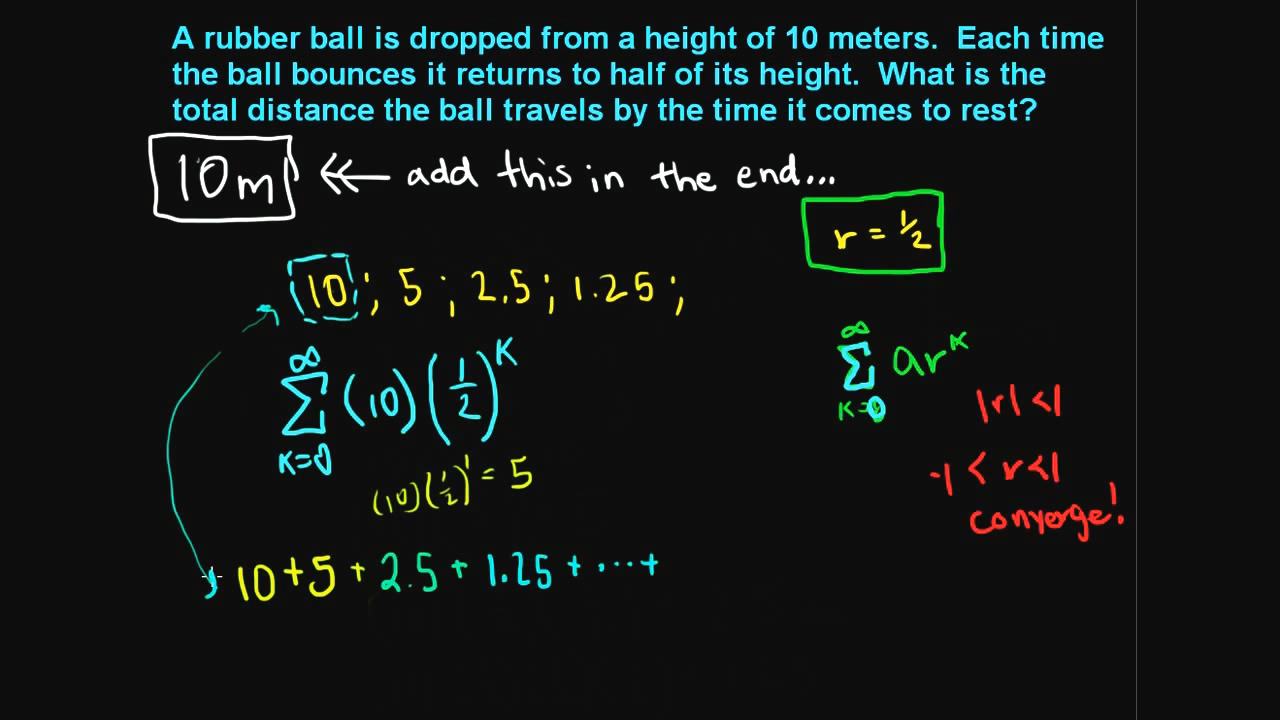 A rubber ball is dropped from a height of 10 meters. Each time
the ball bounces it returns to half of its height. What is the
total distance the ball travels by the time it comes to rest?
10m ⋘ add this in the end...
r = 1/2
10 ; 5 ; 2.5 ; 1.25 ;
∞
Σ (10) (1/2)^K
K=0
(10)(1/2)^1 = 5
∞
Σ ar^K
K=0
|r| < 1
-1 < r < 1
converge!
10 + 5 + 2.5 + 1.25 + ... +